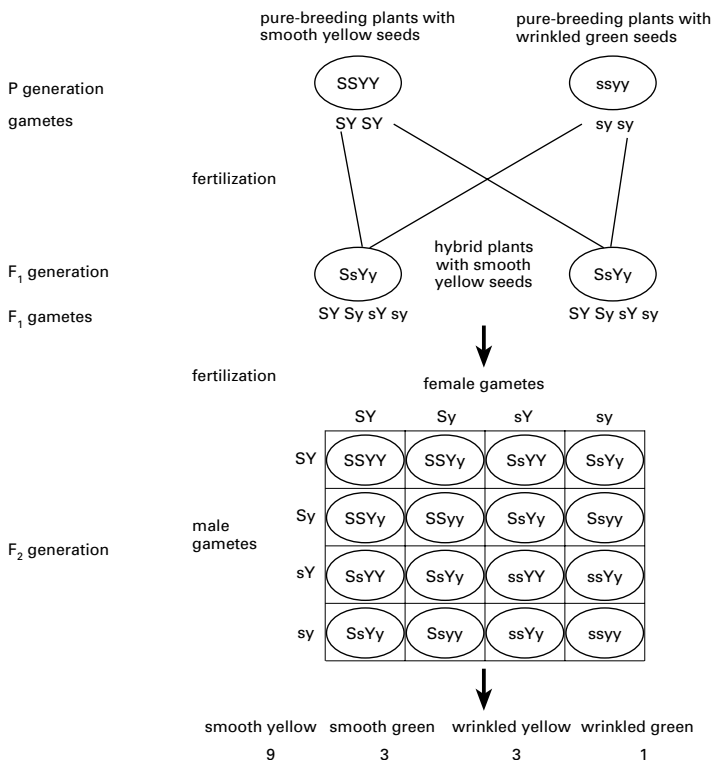 pure-breeding plants with
smooth yellow seeds
pure-breeding plants with
wrinkled green seeds
P generation
SSYY
ssyy
gametes
SY SY
sy sy
fertilization
F₁ generation
SsYy
hybrid plants
with smooth
yellow seeds
SsYy
F₁ gametes
SY Sy sY sy
SY Sy sY sy
fertilization
female gametes
SY Sy sY sy
SY SSYY SSYy SsYY SsYy
F₂ generation
male
gametes
Sy SSYy SSyy SsYy Ssyy
sY SsYY SsYy ssYY ssYy
sy SsYy Ssyy ssYy ssyy
smooth yellow smooth green wrinkled yellow wrinkled green
9 3 3 1